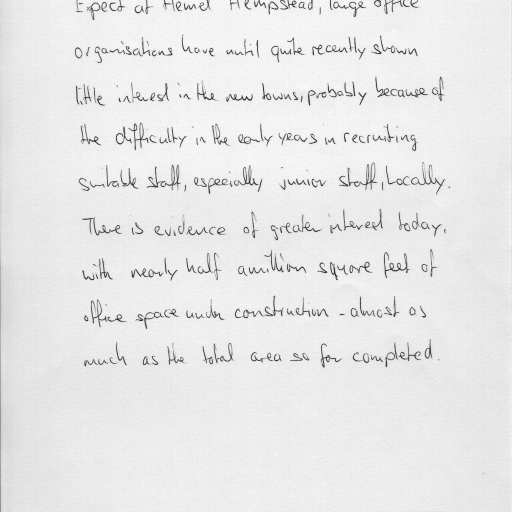 Expect at Hemel Hempstead, large office
organisations have until quite recently shown
little interest in the new towns, probably because of
the difficulty in the early years in recruiting
suitable staff, especially junior staff, locally.
There is evidence of greater interest today,
with nearly half a million square feet of
office space under construction - almost as
much as the total area so far completed.